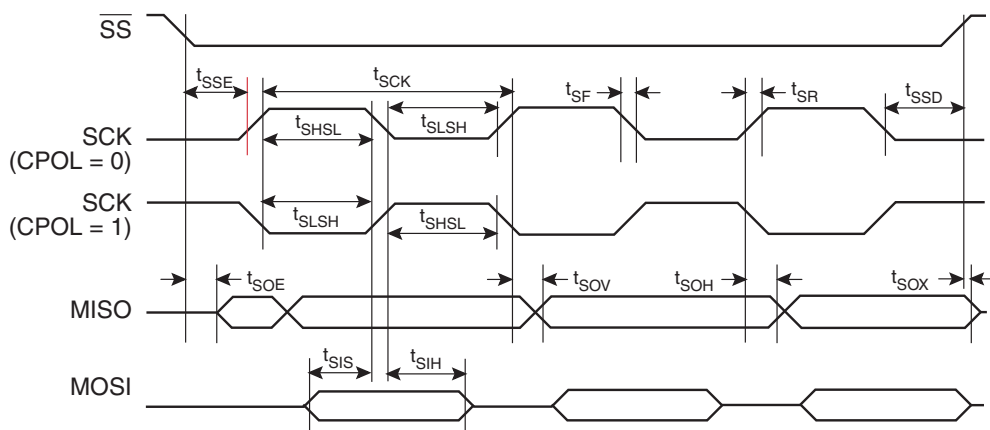 SS
tSSE
tSCK
tSF
tSR
tSSD
SCK
(CPOL = 0)
tSHSL
tSLSH
SCK
(CPOL = 1)
tSLSH
tSHSL
MISO
tSOE
tSOV
tSOH
tSOX
MOSI
tSIS
tSIH